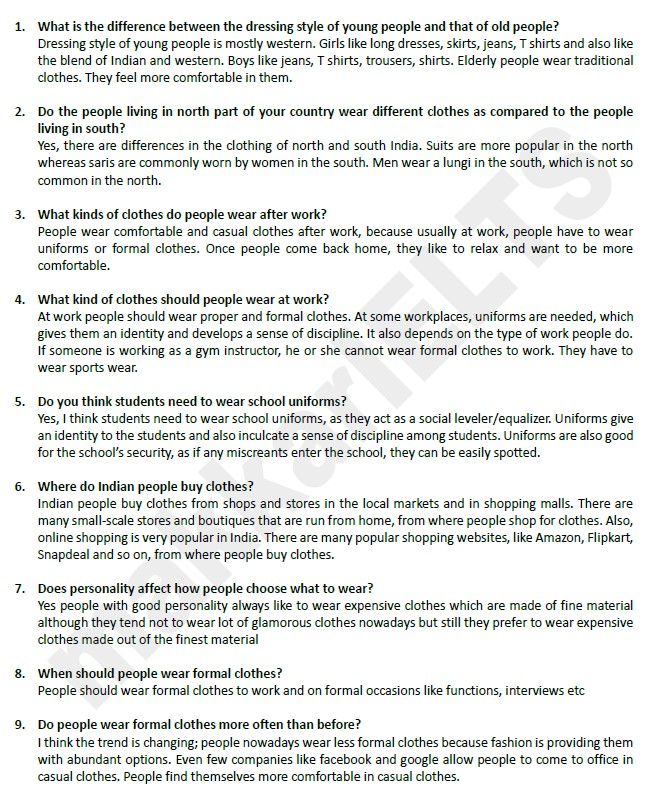 1. What is the difference between the dressing style of young people and that of old people?
Dressing style of young people is mostly western. Girls like long dresses, skirts, jeans, T shirts and also like
the blend of Indian and western. Boys like jeans, T shirts, trousers, shirts. Elderly people wear traditional
clothes. They feel more comfortable in them.
2. Do the people living in north part of your country wear different clothes as compared to the people
living in south?
Yes, there are differences in the clothing of north and south India. Suits are more popular in the north
whereas saris are commonly worn by women in the south. Men wear a lungi in the south, which is not so
common in the north.
3. What kinds of clothes do people wear after work?
People wear comfortable and casual clothes after work, because usually at work, people have to wear
uniforms or formal clothes. Once people come back home, they like to relax and want to be more
comfortable.
4. What kind of clothes should people wear at work?
At work people should wear proper and formal clothes. At some workplaces, uniforms are needed, which
gives them an identity and develops a sense of discipline. It also depends on the type of work people do.
If someone is working as a gym instructor, he or she cannot wear formal clothes to work. They have to
wear sports wear.
5. Do you think students need to wear school uniforms?
Yes, I think students need to wear school uniforms, as they act as a social leveler/equalizer. Uniforms give
an identity to the students and also inculcate a sense of discipline among students. Uniforms are also good
for the school's security, as if any miscreants enter the school, they can be easily spotted.
6. Where do Indian people buy clothes?
Indian people buy clothes from shops and stores in the local markets and in shopping malls. There are
many small-scale stores and boutiques that are run from home, from where people shop for clothes. Also,
online shopping is very popular in India. There are many popular shopping websites, like Amazon, Flipkart,
Snapdeal and so on, from where people buy clothes.
7. Does personality affect how people choose what to wear?
Yes people with good personality always like to wear expensive clothes which are made of fine material
although they tend not to wear lot of glamorous clothes nowadays but still they prefer to wear expensive
clothes made out of the finest material
8. When should people wear formal clothes?
People should wear formal clothes to work and on formal occasions like functions, interviews etc
9. Do people wear formal clothes more often than before?
I think the trend is changing; people nowadays wear less formal clothes because fashion is providing them
with abundant options. Even few companies like facebook and google allow people to come to office in
casual clothes. People find themselves more comfortable in casual clothes.
makkarIELTS